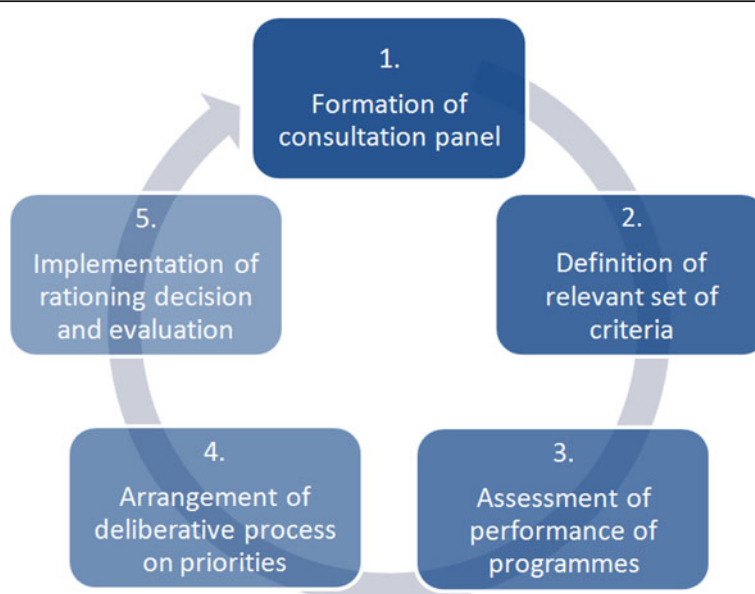 1.
Formation of
consultation panel
2.
Definition of
relevant set of
criteria
3.
Assessment of
performance of
programmes
4.
Arrangement of
deliberative process
on priorities
5.
Implementation of
rationing decision
and evaluation